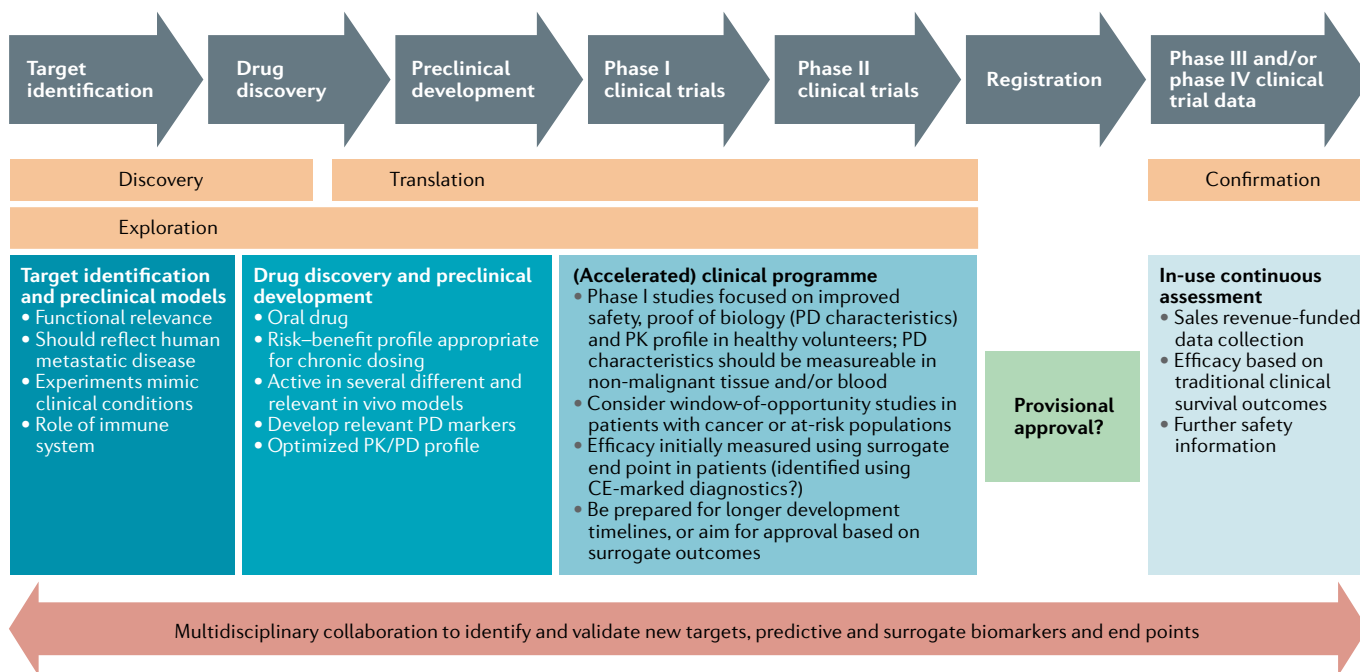 Target
identification
Drug
discovery
Preclinical
development
Phase I
clinical trials
Phase II
clinical trials
Registration
Phase III and/or
phase IV clinical
trial data
Discovery
Translation
Confirmation
Exploration
Target identification
and preclinical models
• Functional relevance
• Should reflect human
metastatic disease
• Experiments mimic
clinical conditions
• Role of immune
system
Drug discovery and preclinical
development
• Oral drug
• Risk–benefit profile appropriate
for chronic dosing
• Active in several different and
relevant in vivo models
• Develop relevant PD markers
• Optimized PK/PD profile
(Accelerated) clinical programme
• Phase I studies focused on improved
safety, proof of biology (PD characteristics)
and PK profile in healthy volunteers; PD
characteristics should be measureable in
non-malignant tissue and/or blood
• Consider window-of-opportunity studies in
patients with cancer or at-risk populations
• Efficacy initially measured using surrogate
end point in patients (identified using
CE-marked diagnostics?)
• Be prepared for longer development
timelines, or aim for approval based on
surrogate outcomes
Provisional
approval?
In-use continuous
assessment
• Sales revenue-funded
data collection
• Efficacy based on
traditional clinical
survival outcomes
• Further safety
information
Multidisciplinary collaboration to identify and validate new targets, predictive and surrogate biomarkers and end points